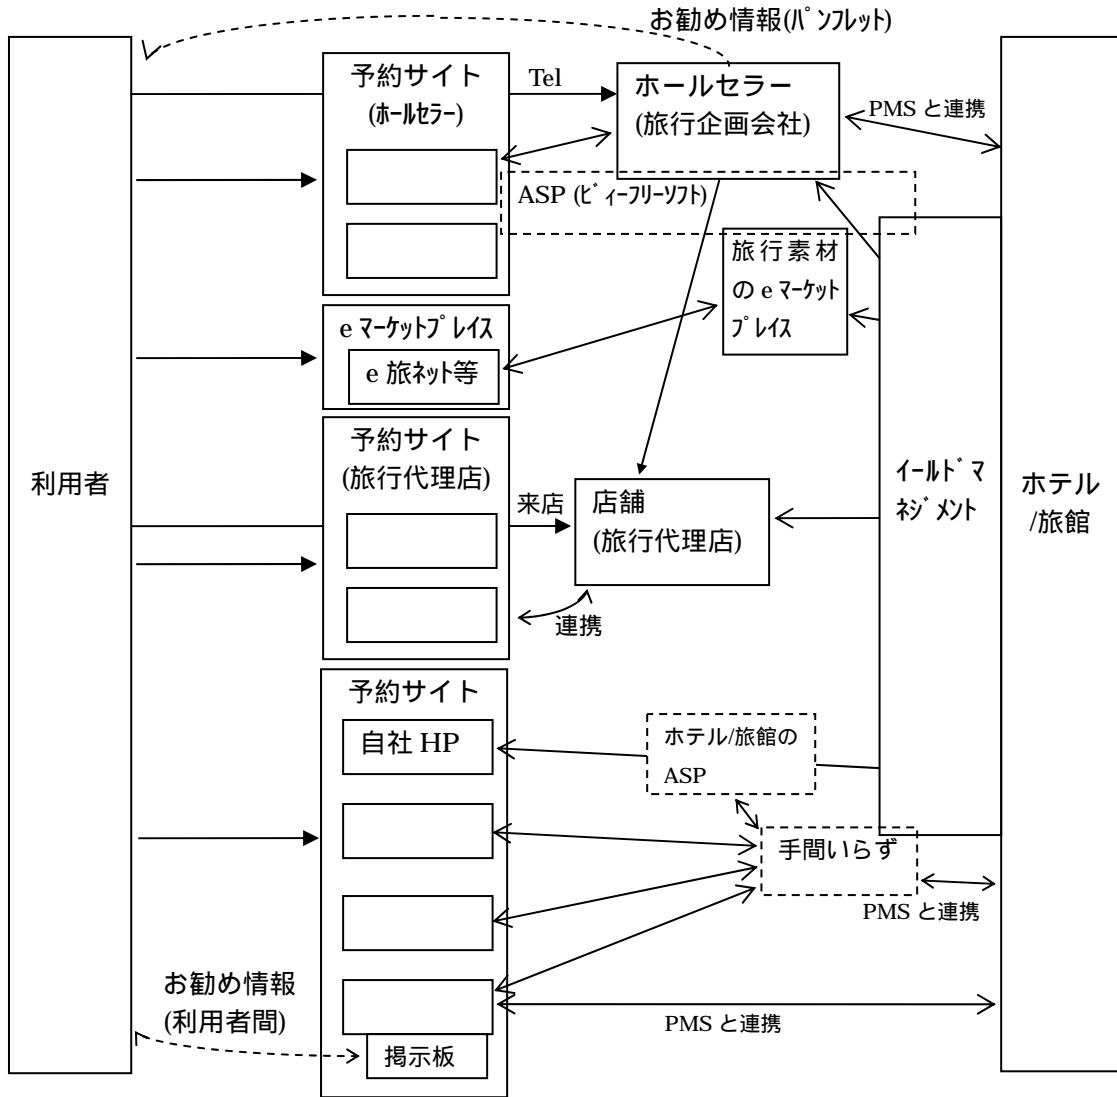 お勧め情報(ﾊﾟﾝﾌﾚｯﾄ)
予約サイト
(ﾎｰﾙｾﾗｰ)
Tel
ホールセラー
(旅行企画会社)
PMS と連携
ASP (ﾋﾞｨｰﾌﾘｰｿﾌﾄ)
旅行素材
の e ﾏｰｹｯﾄ
ﾌﾟﾚｲｽ
e ﾏｰｹｯﾄﾌﾟﾚｲｽ
e 旅ﾈｯﾄ等
予約サイト
(旅行代理店)
利用者
来店
店舗
(旅行代理店)
連携
ｲｰﾙﾄﾞﾏ
ﾈｼﾞﾒﾝﾄ
ホテル
/旅館
予約サイト
自社 HP
ホテル/旅館の
ASP
手間いらず
PMS と連携
お勧め情報
(利用者間)
PMS と連携
掲示板